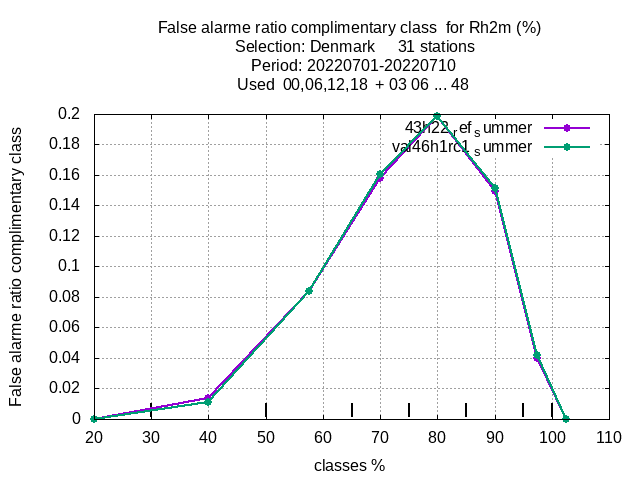 False alarme ratio complimentary class  for Rh2m (%)
Selection: Denmark     31 stations
Period: 20220701-20220710
Used  00,06,12,18  + 03 06 ... 48
43h22refsummer
val46h1rc1summer
False alarme ratio complimentary class
0.2
0.18
0.16
0.14
0.12
0.1
0.08
0.06
0.04
0.02
0
20 30 40 50 60 70 80 90 100 110
classes %